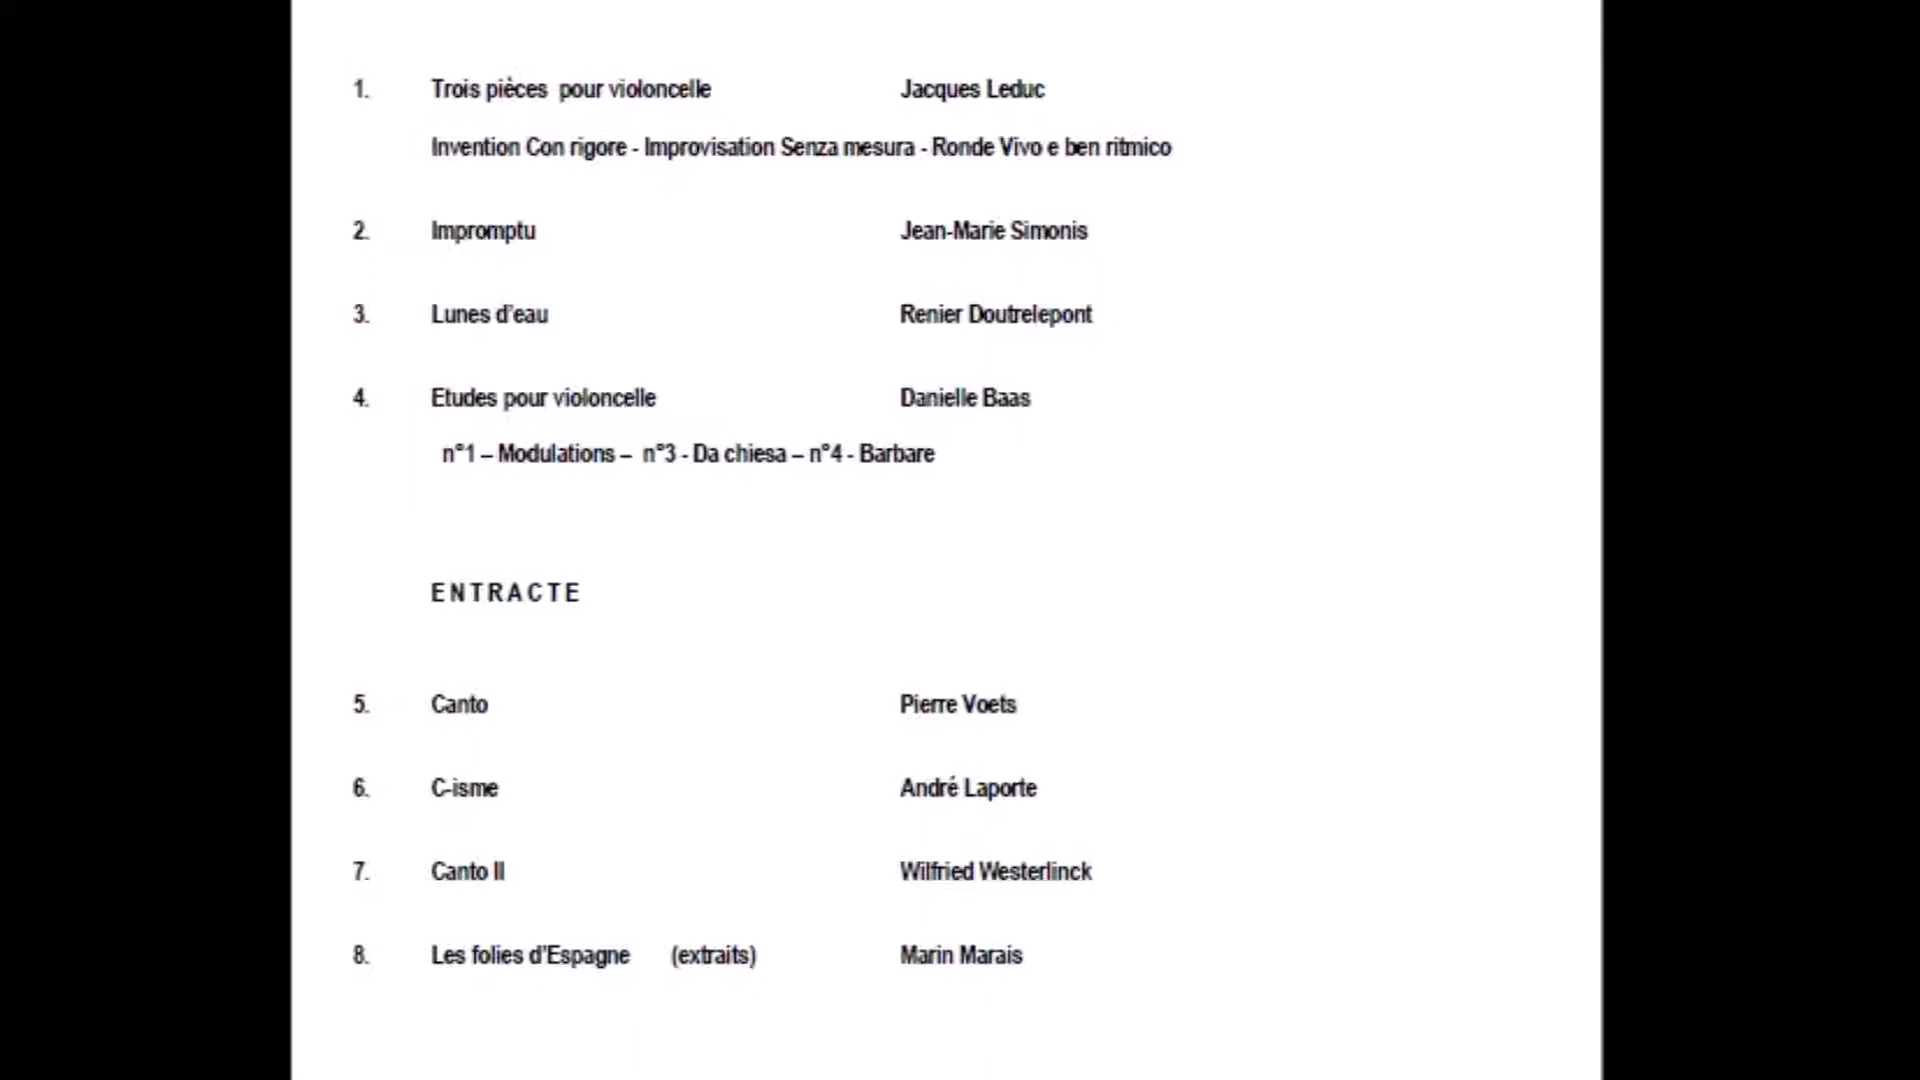 1. Trois pièces pour violoncelle Jacques Leduc
Invention Con rigore - Improvisation Senza mesura - Ronde Vivo e ben ritmico
2. Impromptu Jean-Marie Simonis
3. Lunes d'eau Renier Doutrelepont
4. Etudes pour violoncelle Danielle Baas
n°1 – Modulations – n°3 - Da chiesa – n°4 - Barbare
ENTRACTE
5. Canto Pierre Voets
6. C-isme André Laporte
7. Canto II Wilfried Westerlinck
8. Les folies d'Espagne (extraits) Marin Marais